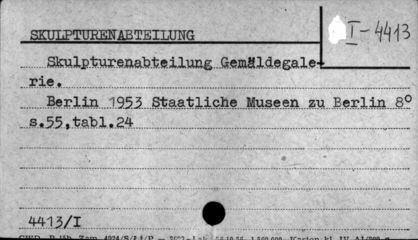 SKULPTURENABTEILUNG
I-4413
Skulpturenabteilung Gemäldegale-
rie.
Berlin 1953 Staatliche Museen zu Berlin 8°
s.55,tabl.24
4413/I